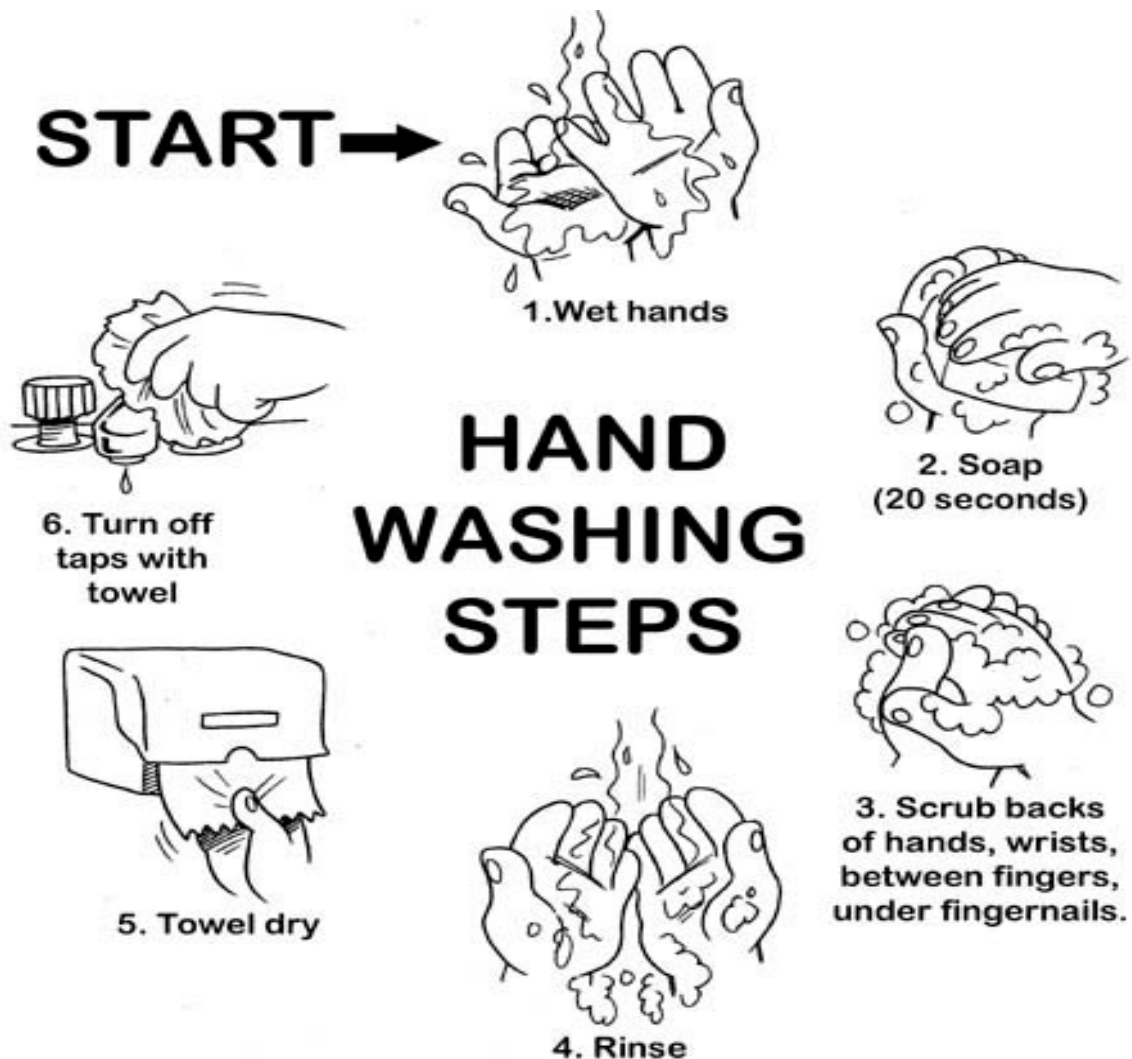 START
1.Wet hands
2. Soap
(20 seconds)
HAND
WASHING
STEPS
3. Scrub backs
of hands, wrists,
between fingers,
under fingernails.
4. Rinse
5. Towel dry
6. Turn off
taps with
towel